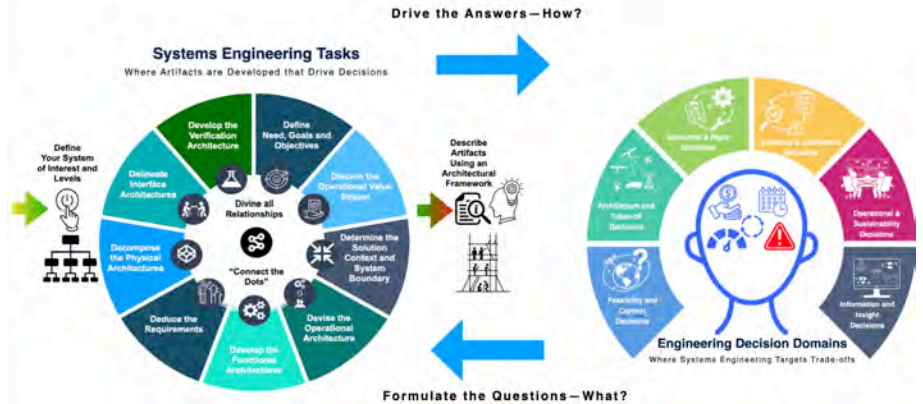 Drive the Answers—How?
Systems Engineering Tasks
Where Artifacts are Developed that Drive Decisions
Define
Your System
of Interest and
Levels
Develop the
Verification
Architecture
Define
Need, Goals and
Objectives
Delineate
Interface
Architectures
Discern the
Operational Value
Stream
Divine all
Relationships
"Connect the
Dots"
Decompose
the Physical
Architectures
Determine the
Solution
Context and
System
Boundary
Deduce the
Requirements
Devise the
Operational
Architecture
Develop the
Functional
Describe
Artifacts
Using an
Architectural
Framework
Architecture and
Trade-off
Decisions
Operational &
Sustainability
Decisions
Feasibility and
Decisions
Information and
Insight
Decisions
Engineering Decision Domains
Where Systems Engineering Targets Trade-offs
Formulate the Questions—What?